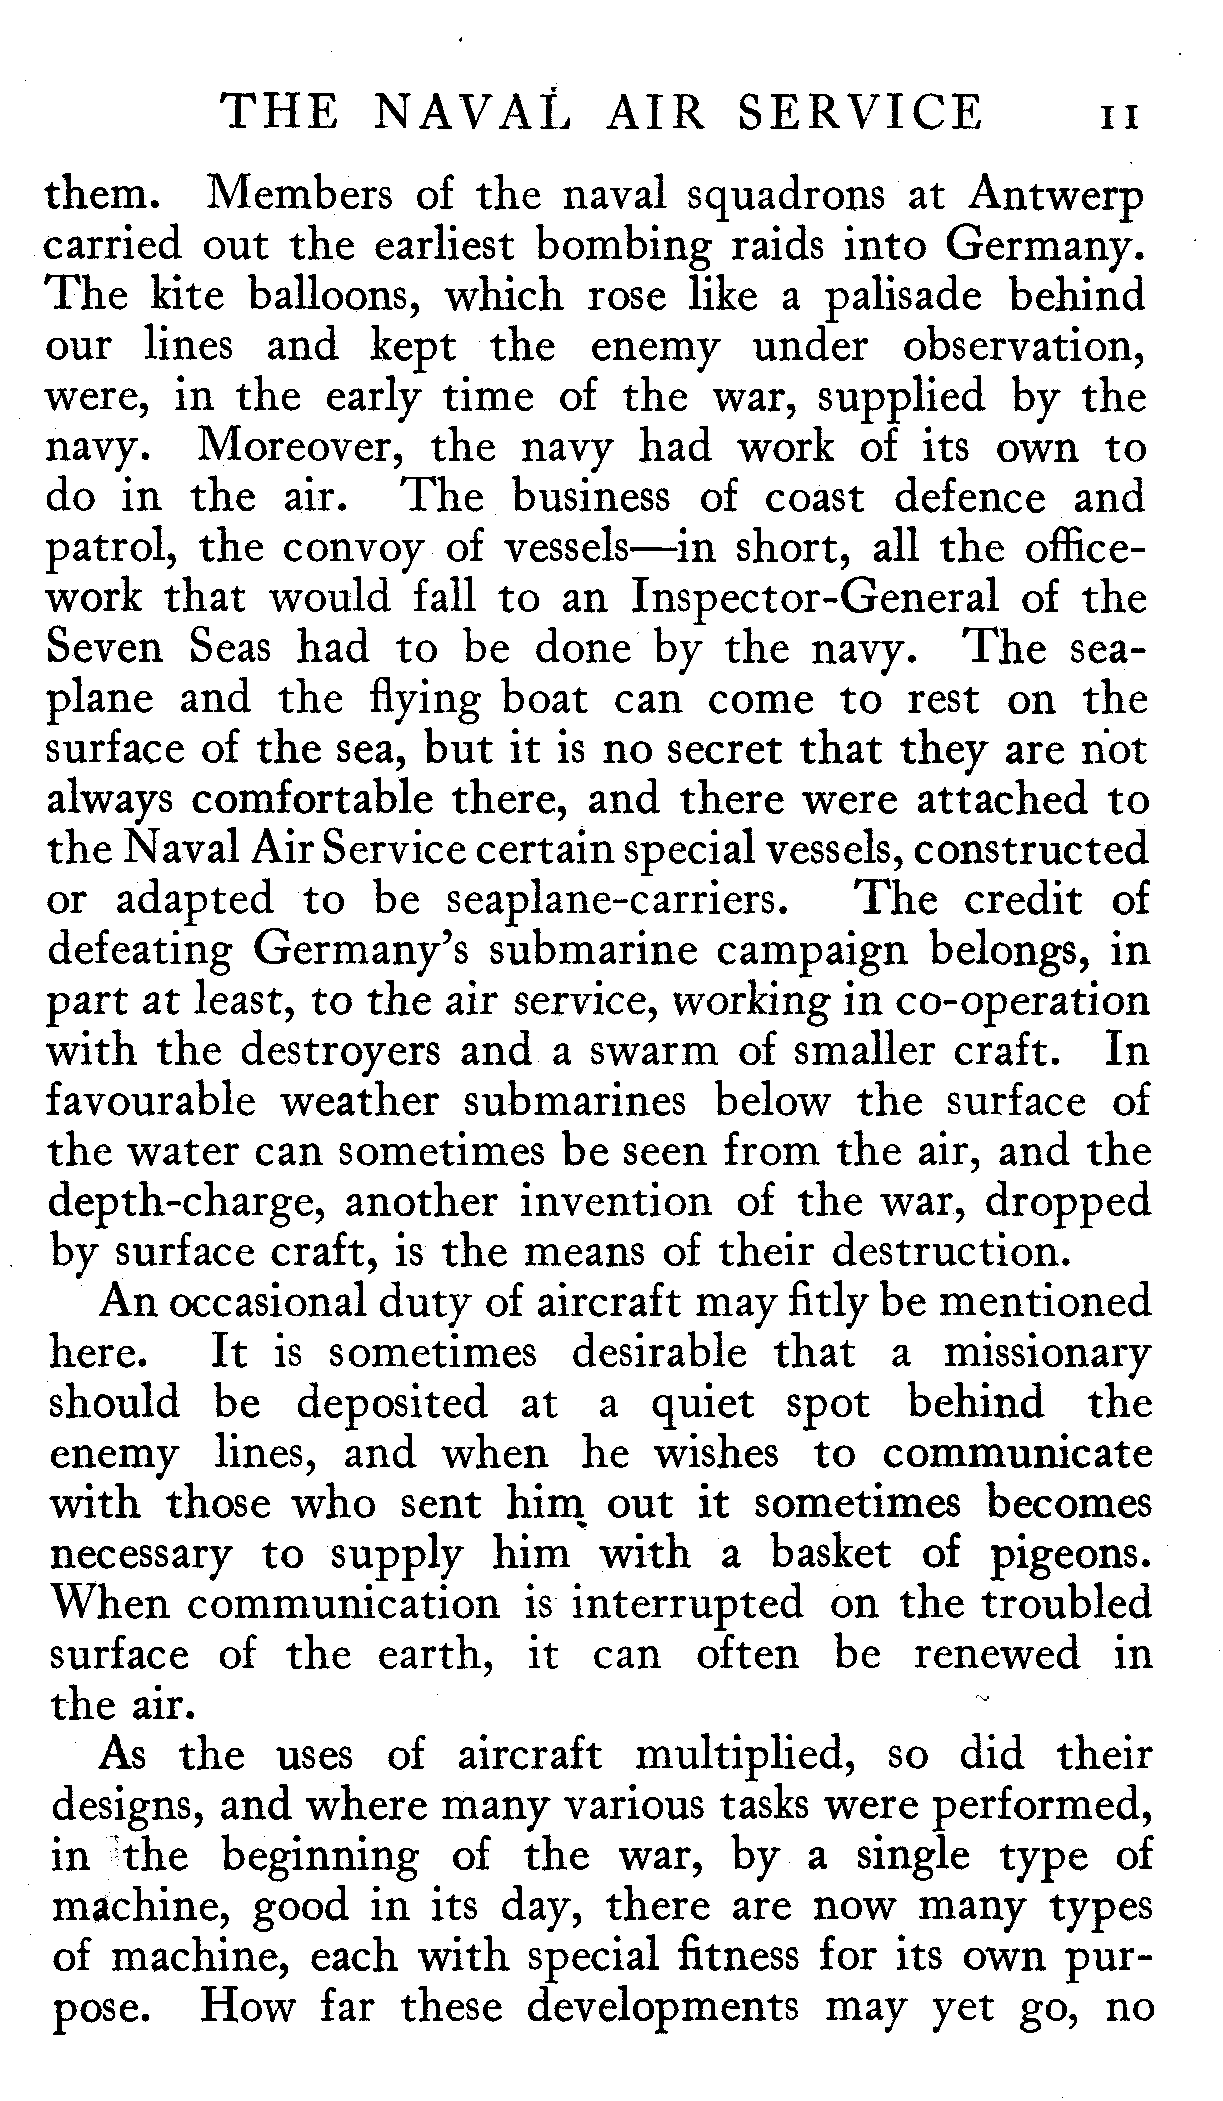 THE NAVAL AIR SERVICE 11
them. Members of the naval squadrons at Antwerp
carried out the earliest bombing raids into Germany.
The kite balloons, which rose like a palisade behind
our lines and kept the enemy under observation,
were, in the early time of the war, supplied by the
navy. Moreover, the navy had work of its own to
do in the air. The business of coast defence and
patrol, the convoy of vessels—in short, all the office-
work that would fall to an Inspector-General of the
Seven Seas had to be done by the navy. The sea-
plane and the flying boat can come to rest on the
surface of the sea, but it is no secret that they are not
always comfortable there, and there were attached to
the Naval Air Service certain special vessels, constructed
or adapted to be seaplane-carriers. The credit of
defeating Germany's submarine campaign belongs, in
part at least, to the air service, working in co-operation
with the destroyers and a swarm of smaller craft. In
favourable weather submarines below the surface of
the water can sometimes be seen from the air, and the
depth-charge, another invention of the war, dropped
by surface craft, is the means of their destruction.
An occasional duty of aircraft may fitly be mentioned
here. It is sometimes desirable that a missionary
should be deposited at a quiet spot behind the
enemy lines, and when he wishes to communicate
with those who sent him out it sometimes becomes
necessary to supply him with a basket of pigeons.
When communication is interrupted on the troubled
surface of the earth, it can often be renewed in
the air.
As the uses of aircraft multiplied, so did their
designs, and where many various tasks were performed,
in the beginning of the war, by a single type of
machine, good in its day, there are now many types
of machine, each with special fitness for its own pur-
pose. How far these developments may yet go, no